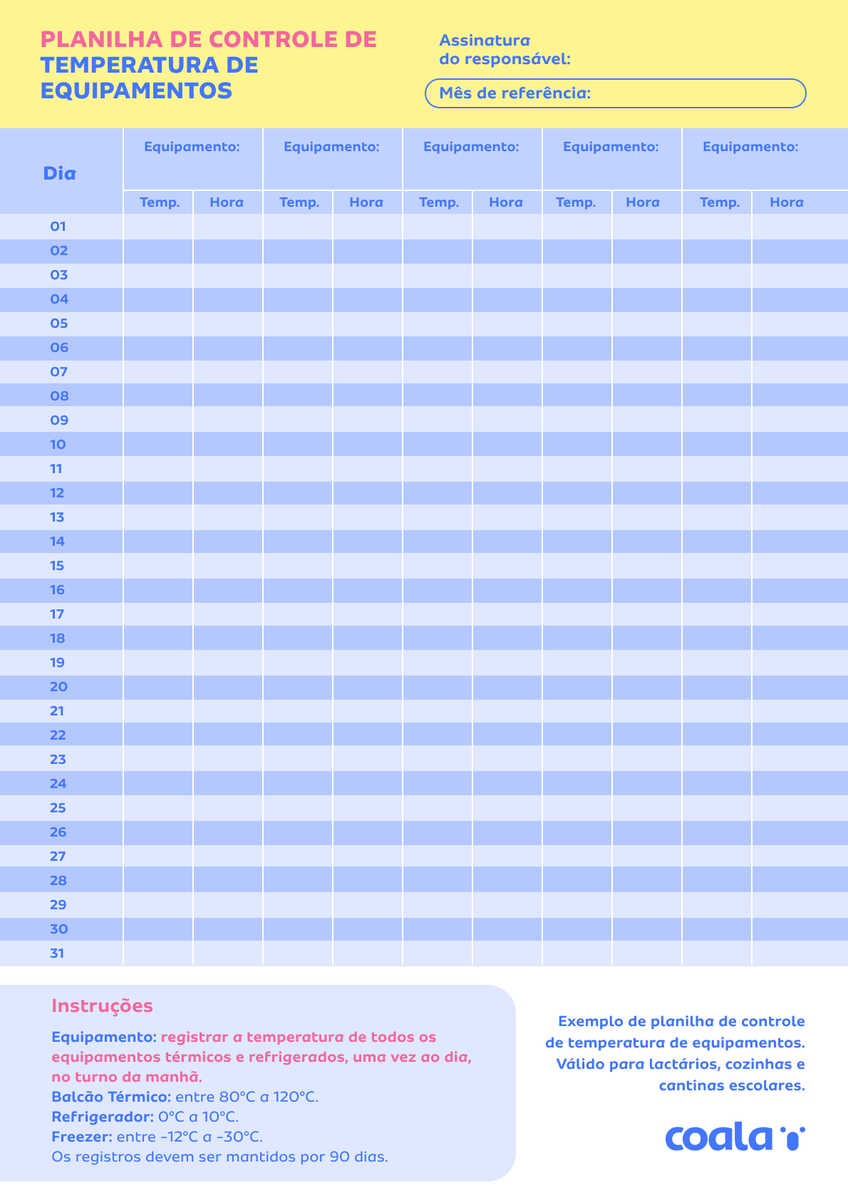 PLANILHA DE CONTROLE DE
TEMPERATURA DE
EQUIPAMENTOS
Assinatura
do responsável:
Mês de referência:
Dia
Equipamento: Equipamento: Equipamento: Equipamento: Equipamento:
Temp. Hora Temp. Hora Temp. Hora Temp. Hora Temp. Hora
01
02
03
04
05
06
07
08
09
10
11
12
13
14
15
16
17
18
19
20
21
22
23
24
25
26
27
28
29
30
31
Instruções
Equipamento: registrar a temperatura de todos os
equipamentos térmicos e refrigerados, uma vez ao dia,
no turno da manhã.
Balcão Térmico: entre 80°C a 120°C.
Refrigerador: 0°C a 10°C.
Freezer: entre -12°C a -30°C.
Os registros devem ser mantidos por 90 dias.
Exemplo de planilha de controle
de temperatura de equipamentos.
Válido para lactários, cozinhas e
cantinas escolares.
coala